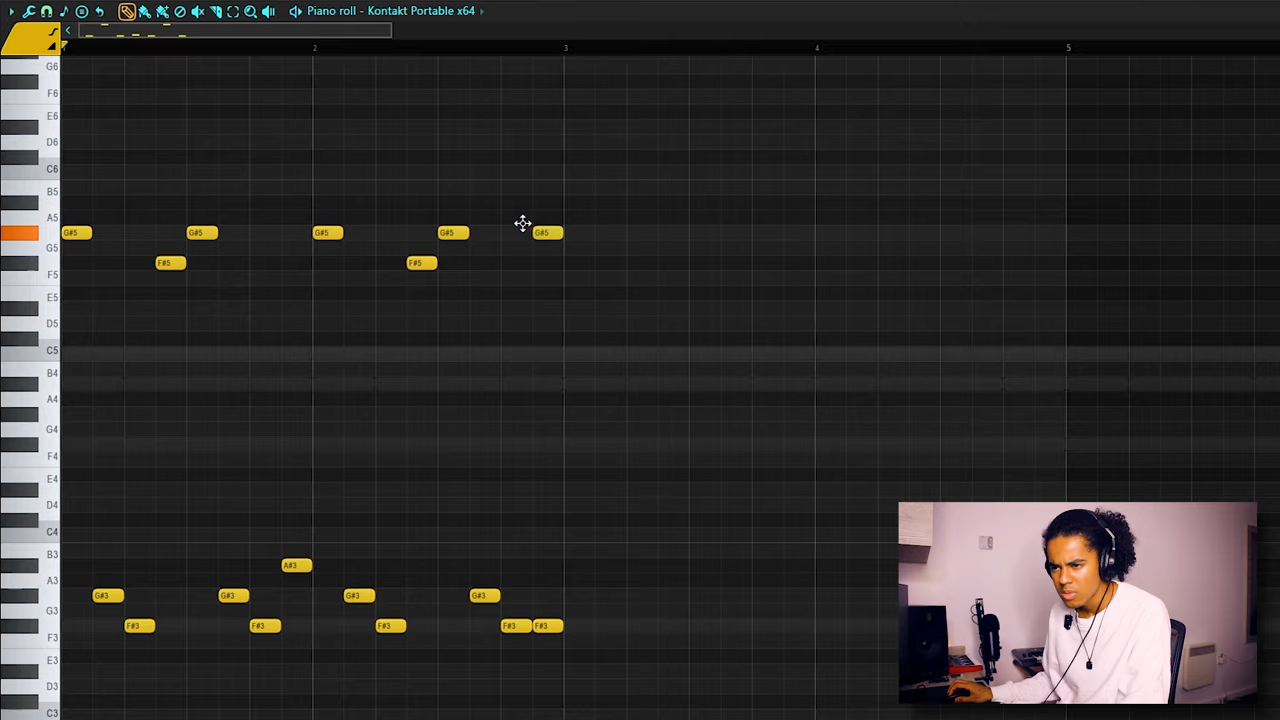 Piano roll - Kontakt Portable x64
2 3 4 5
G6
F6
E6
D6
C6
B5
A5
G#5 G#5 G#5 G#5 G#5
G5
F#5 F#5
F5
E5
D5
C5
B4
A4
G4
F4
E4
D4
C4
B3
A#3
A3
G#3 G#3 G#3 G#3
G3
F#3 F#3 F#3 F#3 F#3
F3
E3
D3
C3